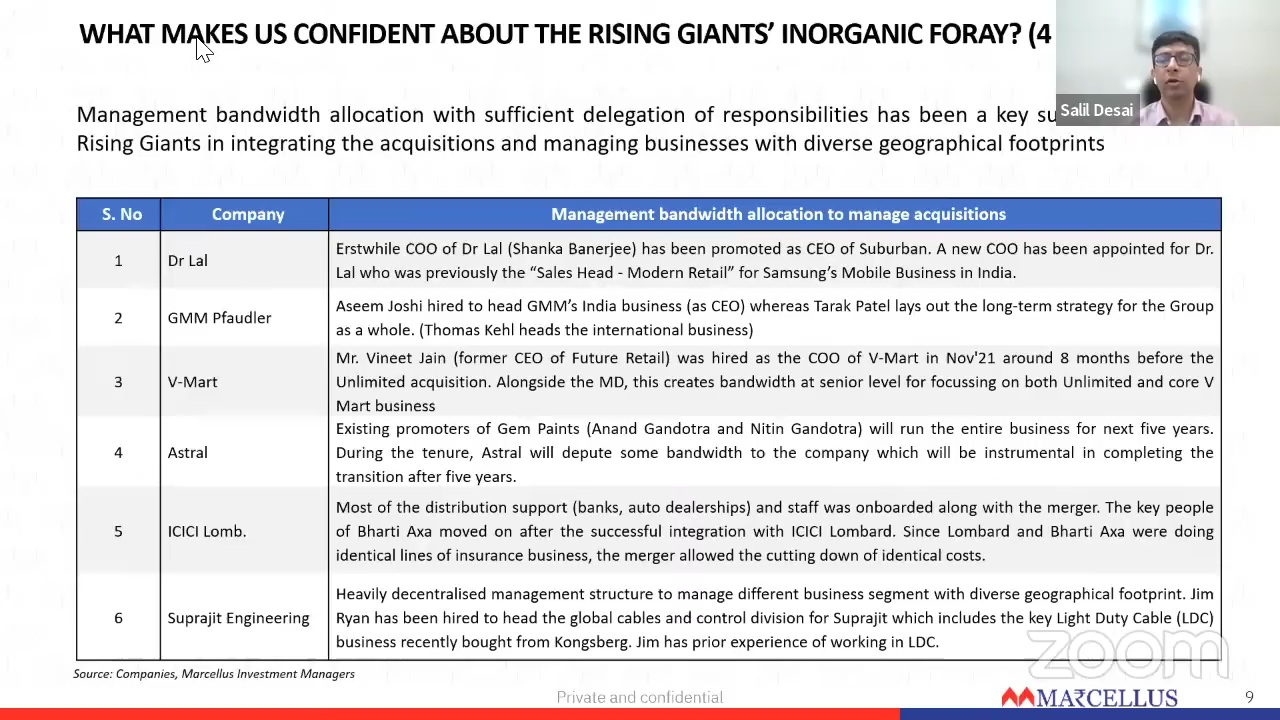 WHAT MAKES US CONFIDENT ABOUT THE RISING GIANTS’ INORGANIC FORAY? (4
Salil Desai
Management bandwidth allocation with sufficient delegation of responsibilities has been a key su
Rising Giants in integrating the acquisitions and managing businesses with diverse geographical footprints
S. No Company Management bandwidth allocation to manage acquisitions
1 Dr Lal
Erstwhile COO of Dr Lal (Shanka Banerjee) has been promoted as CEO of Suburban. A new COO has been appointed for Dr.
Lal who was previously the “Sales Head - Modern Retail” for Samsung’s Mobile Business in India.
2 GMM Pfaudler
Aseem Joshi hired to head GMM’s India business (as CEO) whereas Tarak Patel lays out the long-term strategy for the Group
as a whole. (Thomas Kehl heads the international business)
3 V-Mart
Mr. Vineet Jain (former CEO of Future Retail) was hired as the COO of V-Mart in Nov'21 around 8 months before the
Unlimited acquisition. Alongside the MD, this creates bandwidth at senior level for focussing on both Unlimited and core V
Mart business
4 Astral
Existing promoters of Gem Paints (Anand Gandotra and Nitin Gandotra) will run the entire business for next five years.
During the tenure, Astral will depute some bandwidth to the company which will be instrumental in completing the
transition after five years.
5 ICICI Lomb.
Most of the distribution support (banks, auto dealerships) and staff was onboarded along with the merger. The key people
of Bharti Axa moved on after the successful integration with ICICI Lombard. Since Lombard and Bharti Axa were doing
identical lines of insurance business, the merger allowed the cutting down of identical costs.
6 Suprajit Engineering
Heavily decentralised management structure to manage different business segment with diverse geographical footprint. Jim
Ryan has been hired to head the global cables and control division for Suprajit which includes the key Light Duty Cable (LDC)
business recently bought from Kongsberg. Jim has prior experience of working in LDC.
zoom
Source: Companies, Marcellus Investment Managers
Private and confidential
MARCELLUS
9